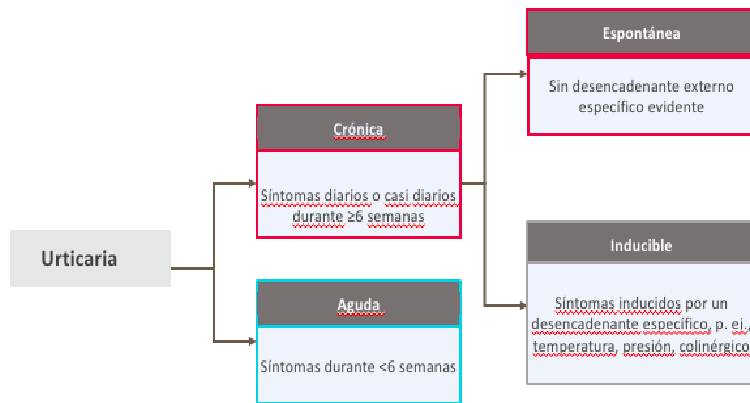 Espontánea
Sin desencadenante externo
específico evidente
Crónica
Síntomas diarios o casi diarios
durante ≥6 semanas
Urticaria
Inducible
Síntomas inducidos por un
desencadenante específico, p. ej.,
temperatura, presión, colinérgico
Aguda
Síntomas durante <6 semanas